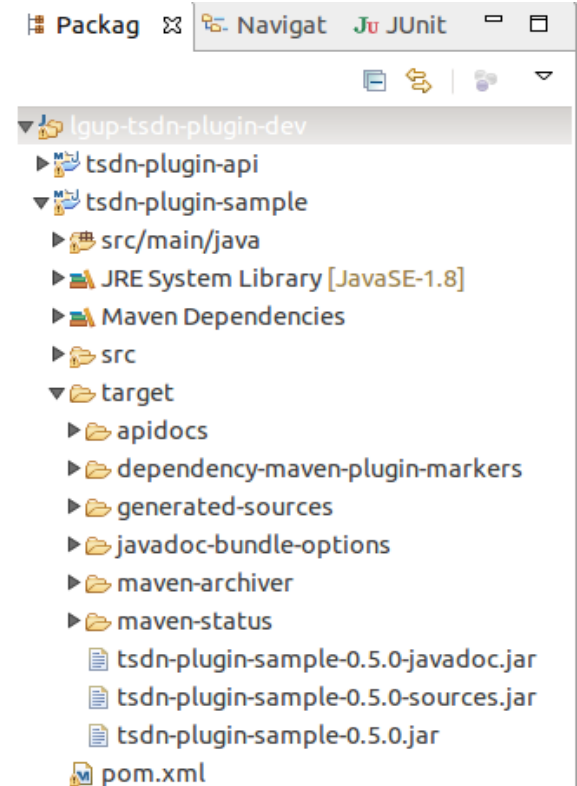 Packag Navigat Ju JUnit
lgup-tsdn-plugin-dev
tsdn-plugin-api
tsdn-plugin-sample
src/main/java
JRE System Library [JavaSE-1.8]
Maven Dependencies
src
target
apidocs
dependency-maven-plugin-markers
generated-sources
javadoc-bundle-options
maven-archiver
maven-status
tsdn-plugin-sample-0.5.0-javadoc.jar
tsdn-plugin-sample-0.5.0-sources.jar
tsdn-plugin-sample-0.5.0.jar
pom.xml